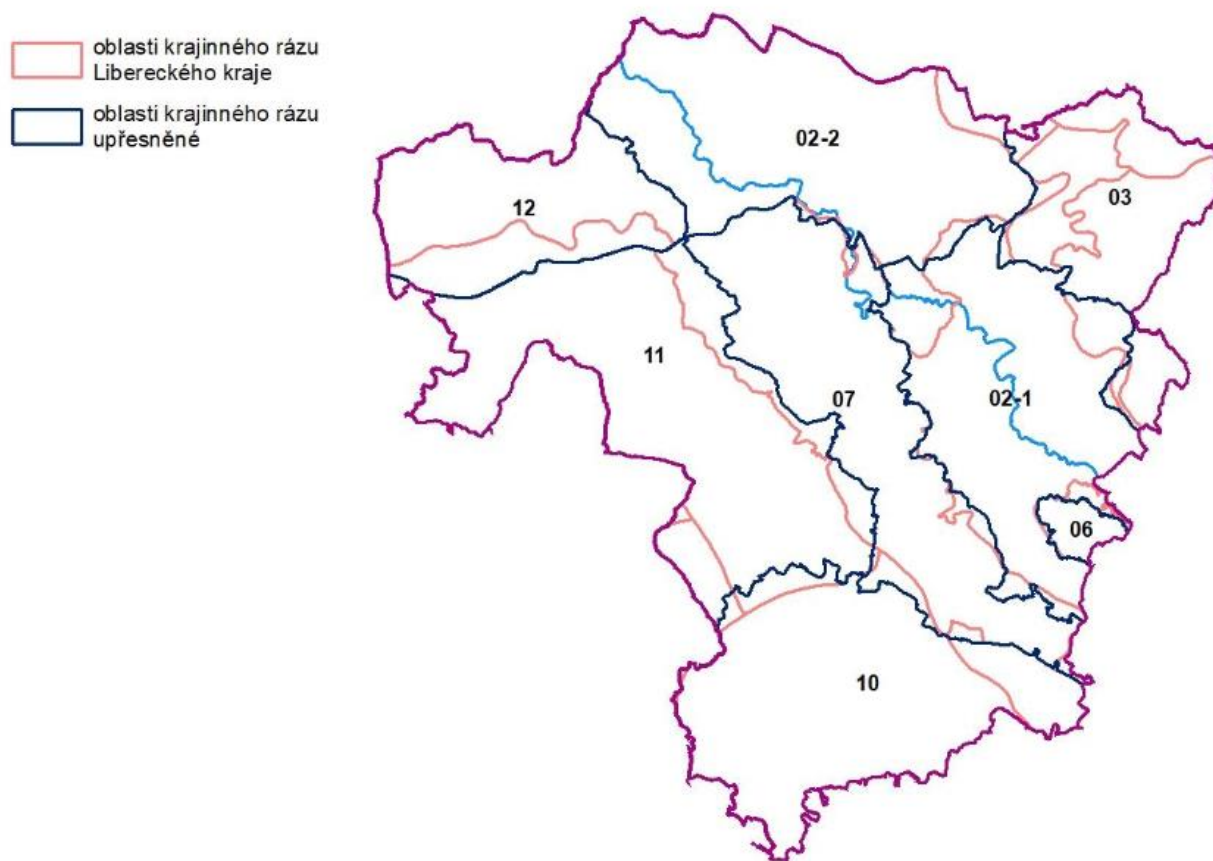 oblasti krajinného rázu
Libereckého kraje
oblasti krajinného rázu
upřesněné
02-2
03
12
11
07
02-1
06
10